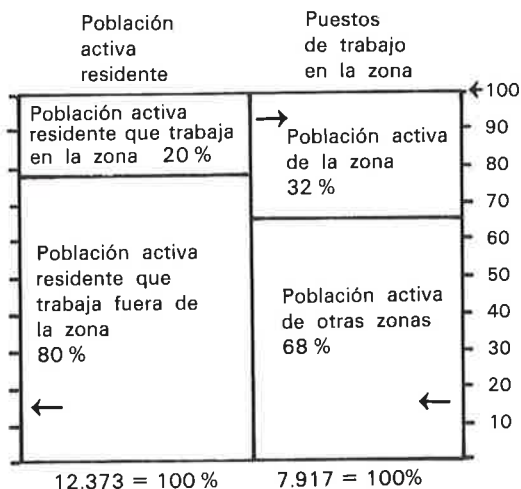 Población
activa
residente
Puestos
de trabajo
en la zona
Población activa
residente que trabaja
en la zona 20 %
Población activa
de la zona
32 %
Población activa
residente que
trabaja fuera de
la zona
80 %
Población activa
de otras zonas
68 %
100
90
80
70
60
50
40
30
20
10
12.373 = 100 %
7.917 = 100%